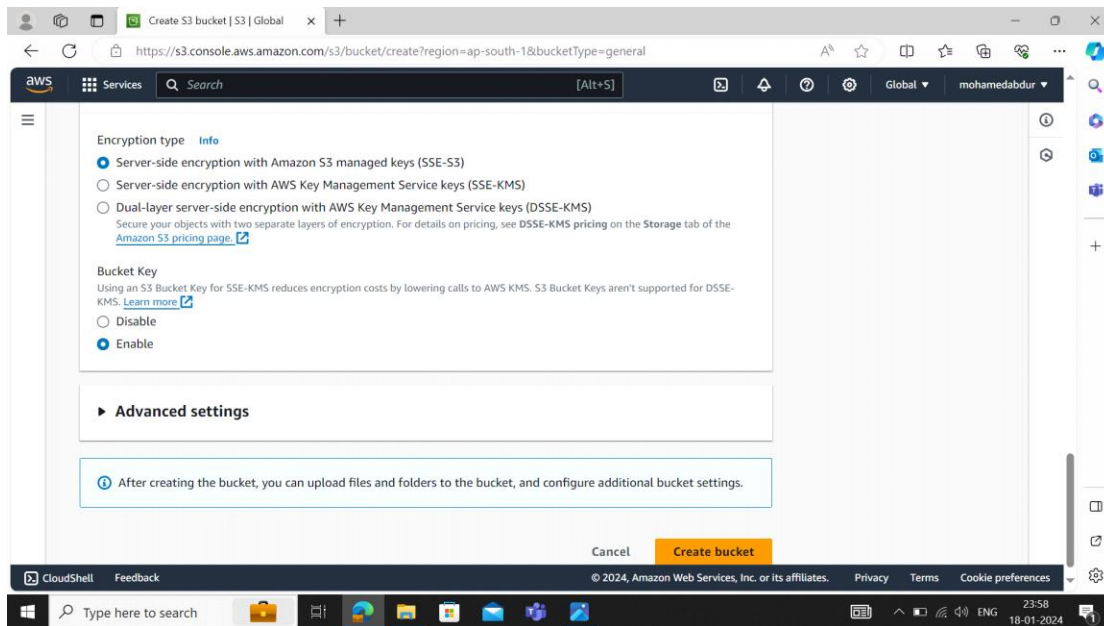 Create S3 bucket | S3 | Global
https://s3.console.aws.amazon.com/s3/bucket/create?region=ap-south-1&bucketType=general
aws Services Search [Alt+S] Global mohamedabdur
Encryption type Info
Server-side encryption with Amazon S3 managed keys (SSE-S3)
Server-side encryption with AWS Key Management Service keys (SSE-KMS)
Dual-layer server-side encryption with AWS Key Management Service keys (DSSE-KMS)
Secure your objects with two separate layers of encryption. For details on pricing, see DSSE-KMS pricing on the Storage tab of the
Amazon S3 pricing page.
Bucket Key
Using an S3 Bucket Key for SSE-KMS reduces encryption costs by lowering calls to AWS KMS. S3 Bucket Keys aren't supported for DSSE-
KMS. Learn more
Disable
Enable
Advanced settings
After creating the bucket, you can upload files and folders to the bucket, and configure additional bucket settings.
Cancel Create bucket
CloudShell Feedback © 2024, Amazon Web Services, Inc. or its affiliates. Privacy Terms Cookie preferences
Type here to search ENG 23:58
18-01-2024